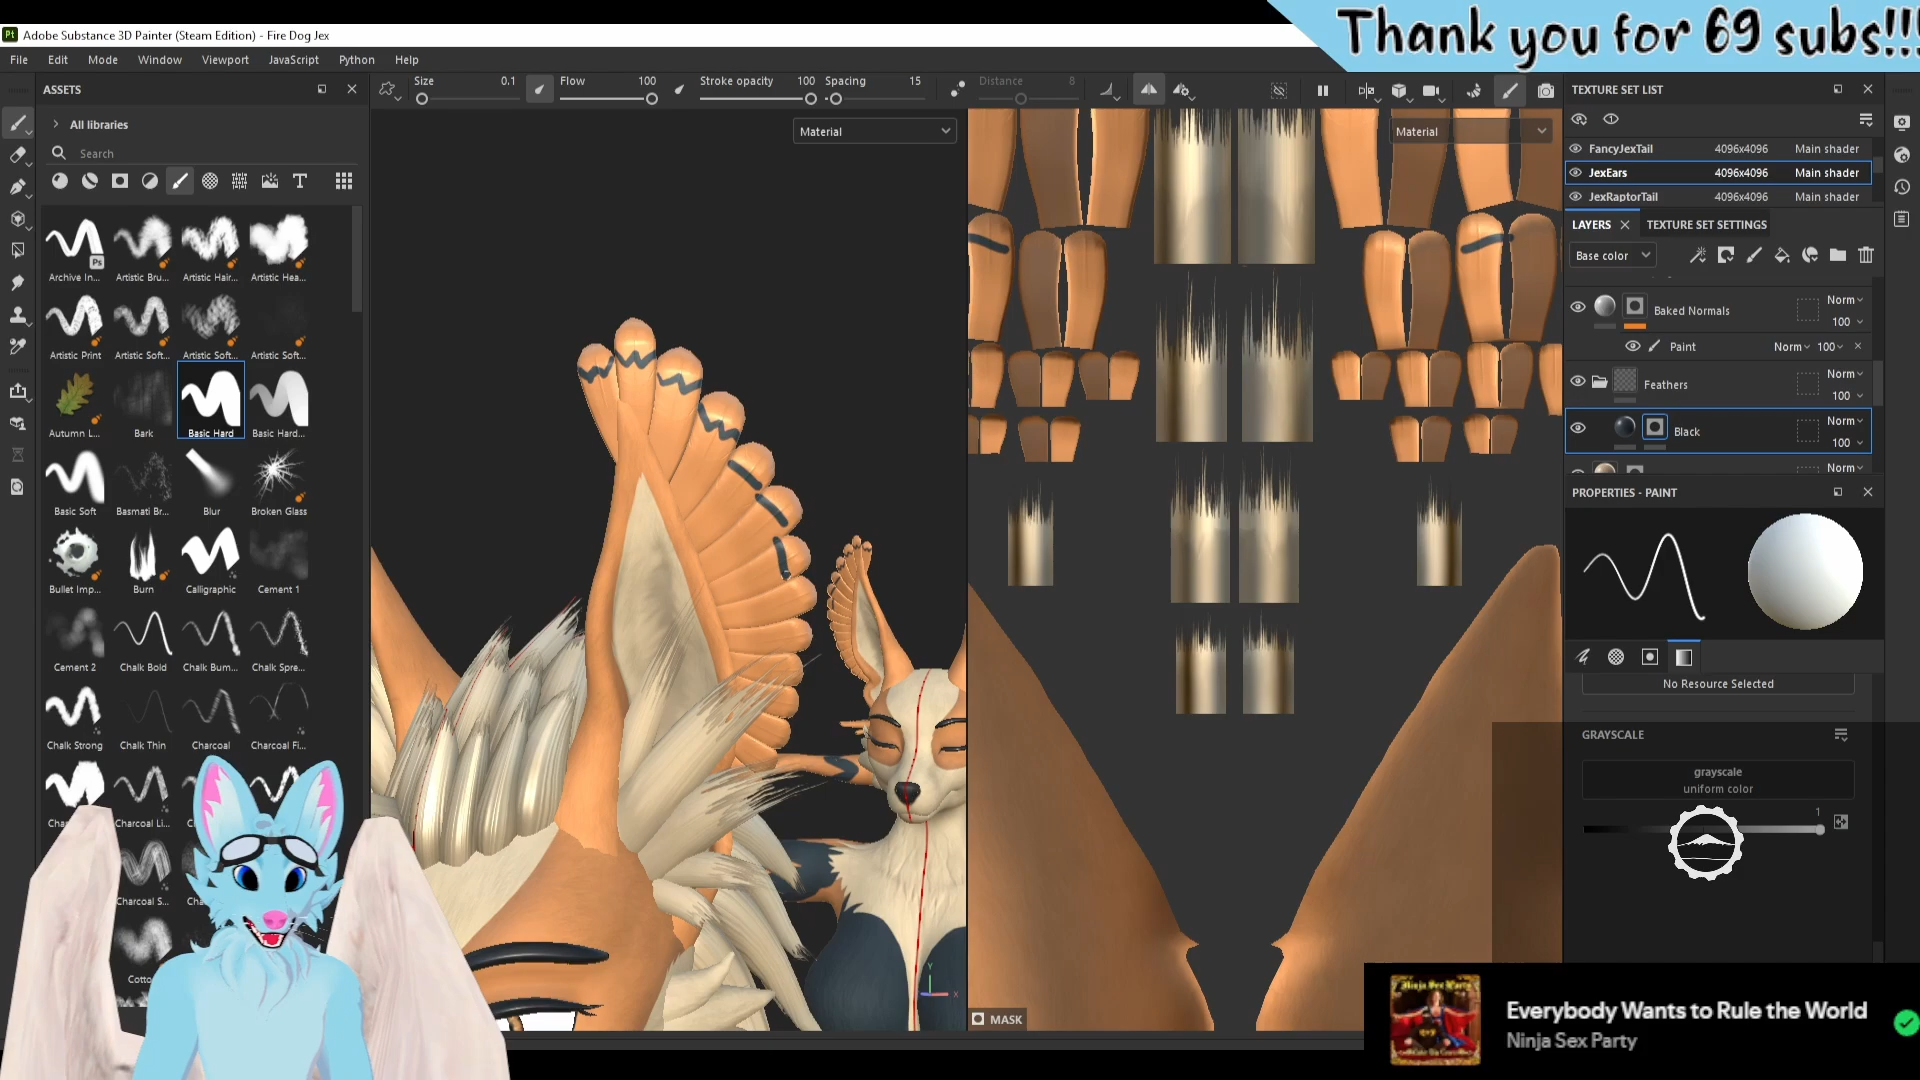 Thank you for 69 subs!!!
Adobe Substance 3D Painter (Steam Edition) - Fire Dog Jex
File Edit Mode Window Viewport JavaScript Python Help
ASSETS
Size 0.1 Flow 100 Stroke opacity 100 Spacing 15 Distance 8
TEXTURE SET LIST
All libraries
Search
Material
Material
FancyJexTail 4096x4096 Main shader
JexEars 4096x4096 Main shader
JexRaptorTail 4096x4096 Main shader
LAYERS TEXTURE SET SETTINGS
Base color
Archive In... Artistic Bru... Artistic Hair... Artistic Hea...
Artistic Print Artistic Soft... Artistic Soft... Artistic Soft...
Autumn L... Bark Basic Hard Basic Hard...
Basic Soft Basmati Br... Blur Broken Glass
Bullet Imp... Burn Calligraphic Cement 1
Cement 2 Chalk Bold Chalk Bum... Chalk Spre...
Chalk Strong Chalk Thin Charcoal Charcoal Fi...
Charcoal Li...
Charcoal S...
Baked Normals Norm 100
Paint Norm 100
Feathers Norm 100
Black Norm 100
Norm
PROPERTIES - PAINT
No Resource Selected
GRAYSCALE
grayscale
uniform color
1
Y
X
MASK
Everybody Wants to Rule the World
Ninja Sex Party